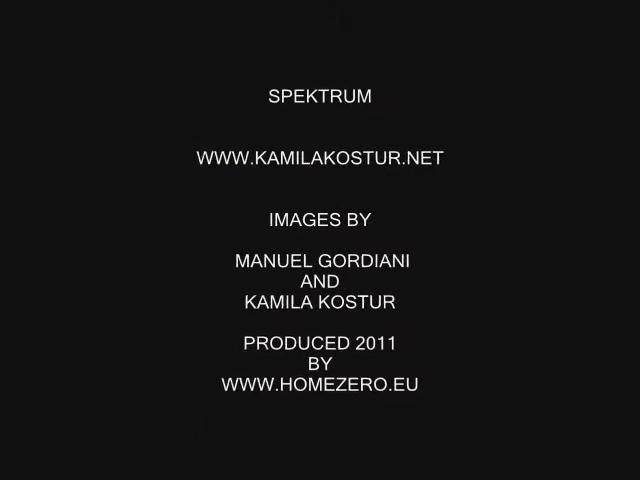 SPEKTRUM
WWW.KAMILAKOSTUR.NET
IMAGES BY
MANUEL GORDIANI
AND
KAMILA KOSTUR
PRODUCED 2011
BY
WWW.HOMEZERO.EU